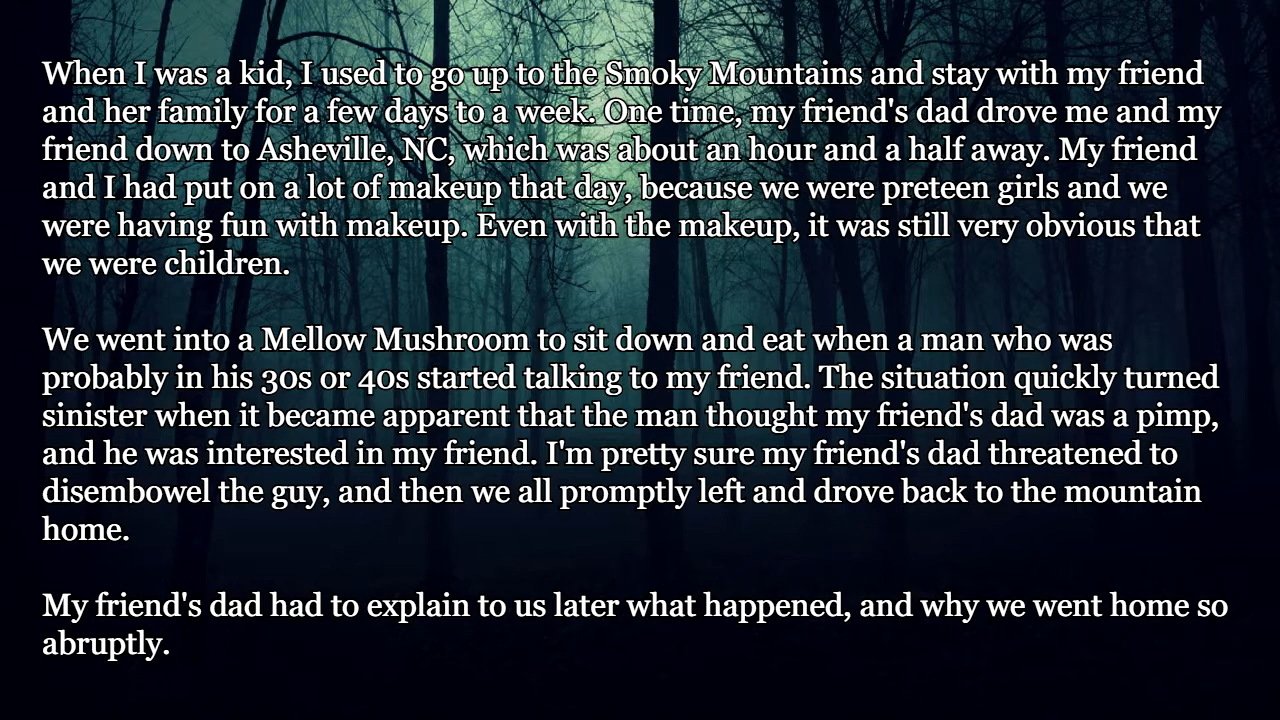 When I was a kid, I used to go up to the Smoky Mountains and stay with my friend
and her family for a few days to a week. One time, my friend's dad drove me and my
friend down to Asheville, NC, which was about an hour and a half away. My friend
and I had put on a lot of makeup that day, because we were preteen girls and we
were having fun with makeup. Even with the makeup, it was still very obvious that
we were children.
We went into a Mellow Mushroom to sit down and eat when a man who was
probably in his 30s or 40s started talking to my friend. The situation quickly turned
sinister when it became apparent that the man thought my friend's dad was a pimp,
and he was interested in my friend. I'm pretty sure my friend's dad threatened to
disembowel the guy, and then we all promptly left and drove back to the mountain
home.
My friend's dad had to explain to us later what happened, and why we went home so
abruptly.